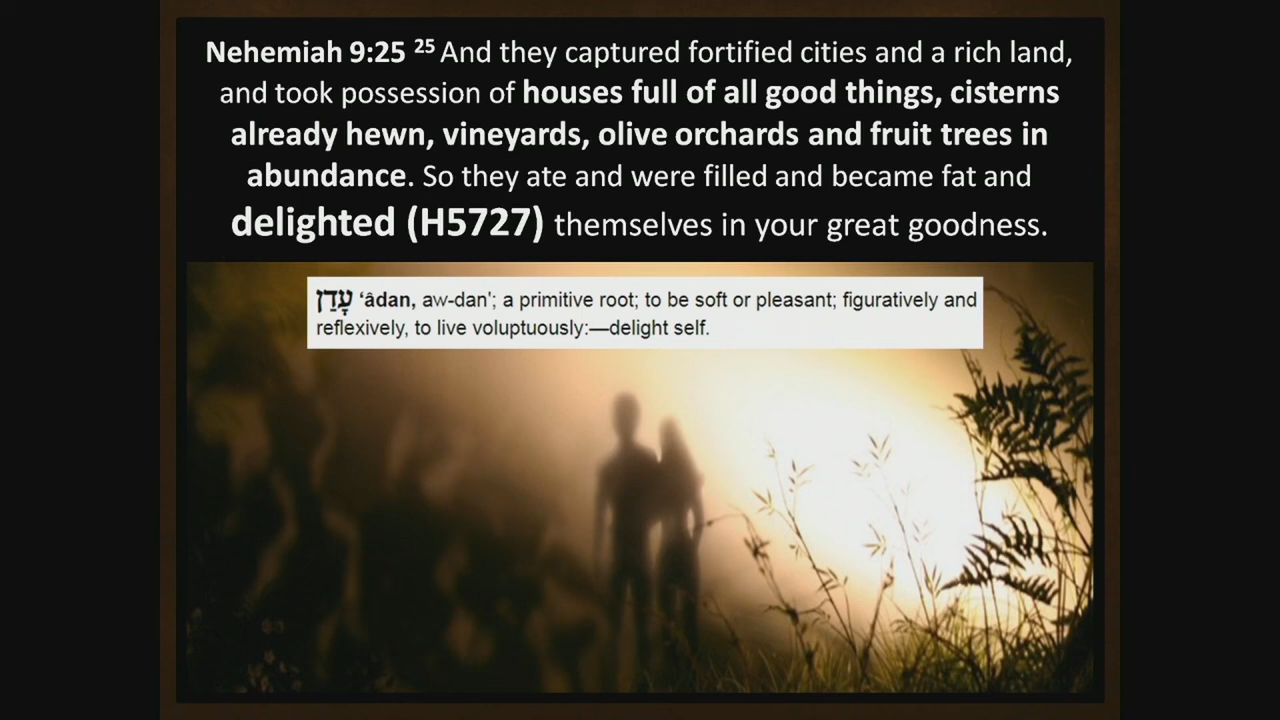 Nehemiah 9:25 25 And they captured fortified cities and a rich land,
and took possession of houses full of all good things, cisterns
already hewn, vineyards, olive orchards and fruit trees in
abundance. So they ate and were filled and became fat and
delighted (H5727) themselves in your great goodness.
עָדַן ‘âdan, aw-dan'; a primitive root; to be soft or pleasant; figuratively and
reflexively, to live voluptuously:—delight self.